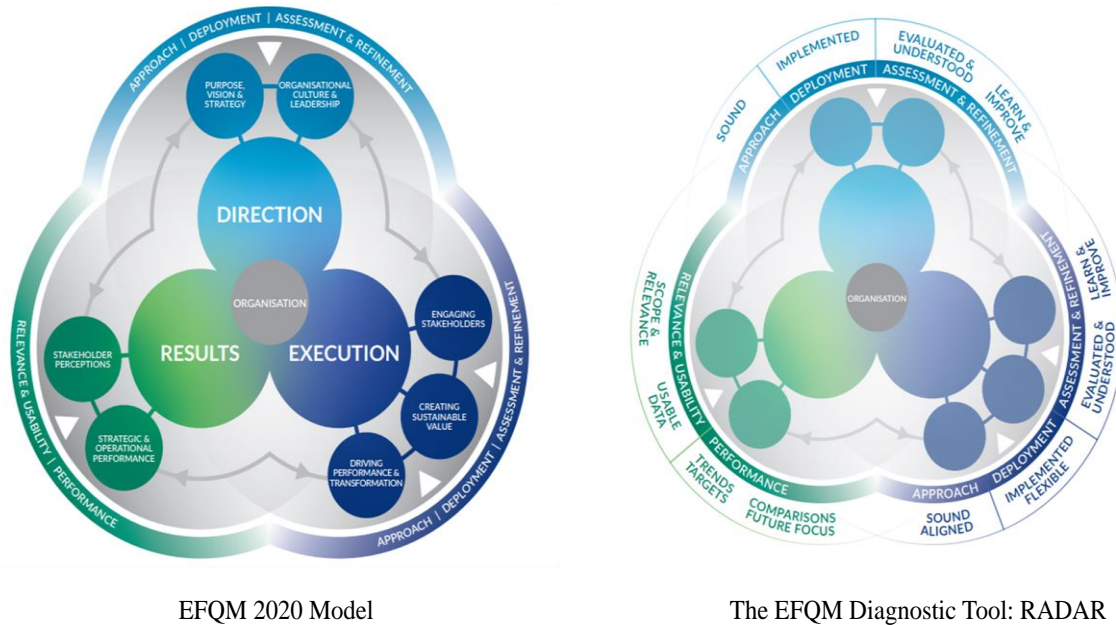 APPROACH | DEPLOYMENT | ASSESSMENT & REFINEMENT
PURPOSE,
VISION &
STRATEGY
ORGANISATIONAL
CULTURE &
LEADERSHIP
DIRECTION
ORGANISATION
RESULTS
EXECUTION
STAKEHOLDER
PERCEPTIONS
STRATEGIC &
OPERATIONAL
PERFORMANCE
ENGAGING
STAKEHOLDERS
CREATING
SUSTAINABLE
VALUE
DRIVING
PERFORMANCE &
TRANSFORMATION
RELEVANCE & USABILITY | PERFORMANCE
APPROACH | DEPLOYMENT | ASSESSMENT & REFINEMENT
EFQM 2020 Model
SOUND
IMPLEMENTED
EVALUATED &
UNDERSTOOD
LEARN &
IMPROVE
APPROACH
DEPLOYMENT
ASSESSMENT & REFINEMENT
ORGANISATION
SCOPE &
RELEVANCE
USABLE
DATA
TRENDS
TARGETS
COMPARISONS
FUTURE FOCUS
RELEVANCE & USABILITY
PERFORMANCE
APPROACH
DEPLOYMENT
ASSESSMENT & REFINEMENT
SOUND
ALIGNED
IMPLEMENTED
FLEXIBLE
EVALUATED &
UNDERSTOOD
LEARN &
IMPROVE
The EFQM Diagnostic Tool: RADAR